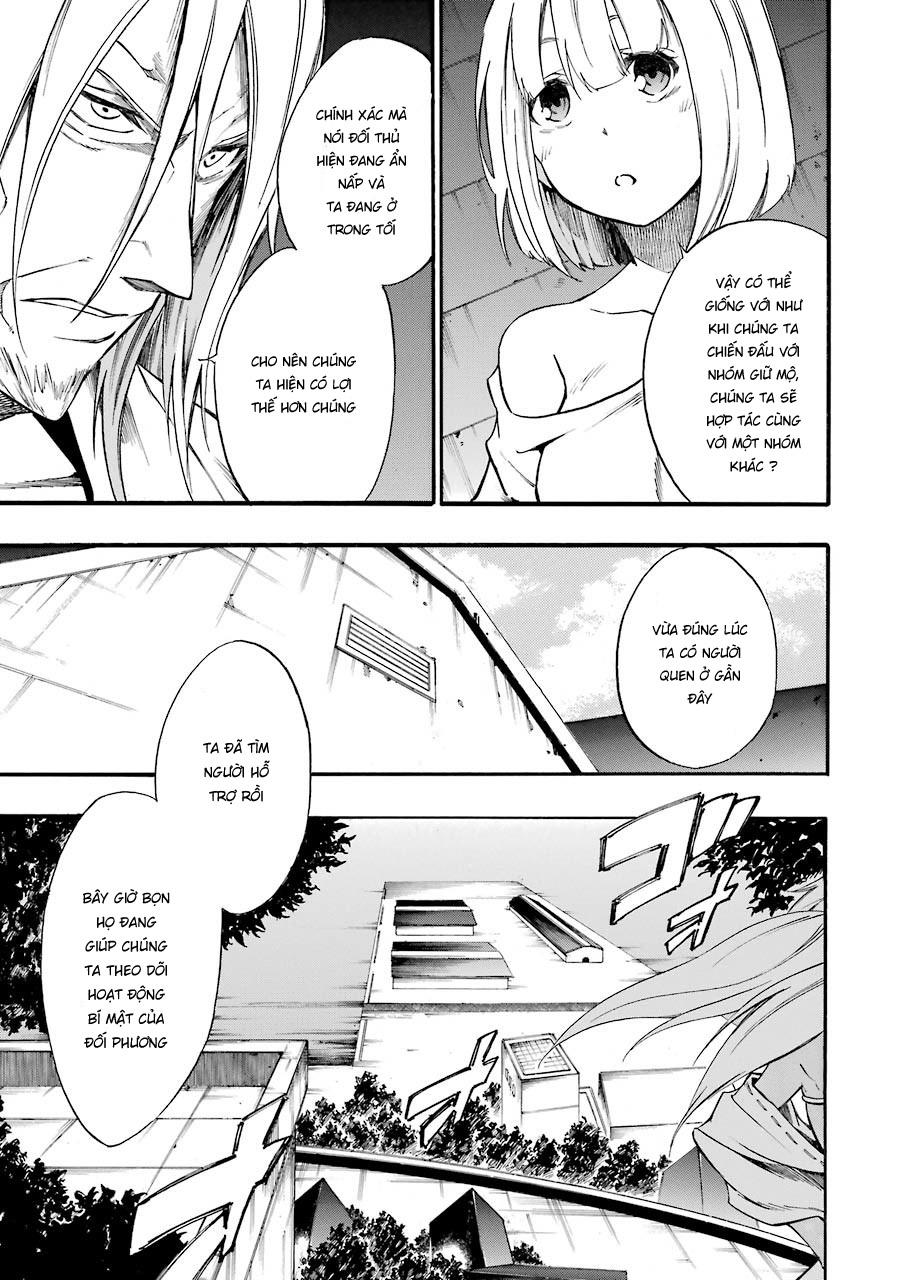 VẬY CÓ THỂ
GIỐNG VỚI NHƯ
KHI CHÚNG TA
CHIẾN ĐẤU VỚI
NHÓM GIỮ MỘ,
CHÚNG TA SẼ
HỢP TÁC CÙNG
VỚI MỘT NHÓM
KHÁC ?
CHÍNH XÁC MÀ
NÓI ĐỐI THỦ
HIỆN ĐANG ẨN
NẤP VÀ
TA ĐANG Ở
TRONG TỐI
CHO NÊN CHÚNG
TA HIỆN CÓ LỢI
THẾ HƠN CHÚNG
VỪA ĐÚNG LÚC
TA CÓ NGƯỜI
QUEN Ở GẦN
ĐÂY
TA ĐÃ TÌM
NGƯỜI HỖ
TRỢ RỒI
BÂY GIỜ BỌN
HỌ ĐANG
GIÚP CHÚNG
TA THEO DÕI
HOẠT ĐỘNG
BÍ MẬT CỦA
ĐỐI PHƯƠNG
ゴオ
オオ